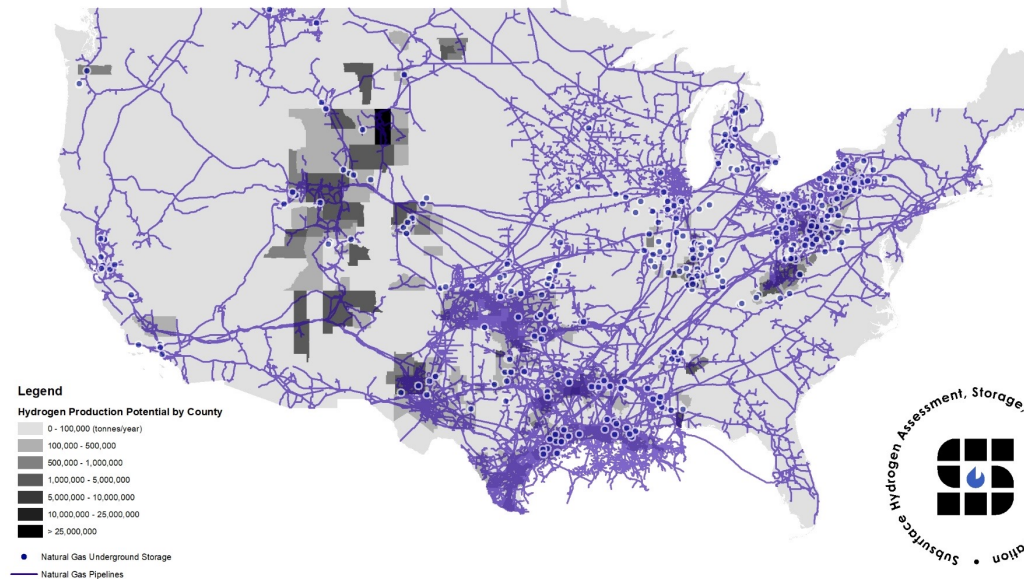 Legend
Hydrogen Production Potential by County
0 - 100,000 (tonnes/year)
100,000 - 500,000
500,000 - 1,000,000
1,000,000 - 5,000,000
5,000,000 - 10,000,000
10,000,000 - 25,000,000
> 25,000,000
Natural Gas Underground Storage
Natural Gas Pipelines
Subsurface Hydrogen Assessment, Storage,
ation